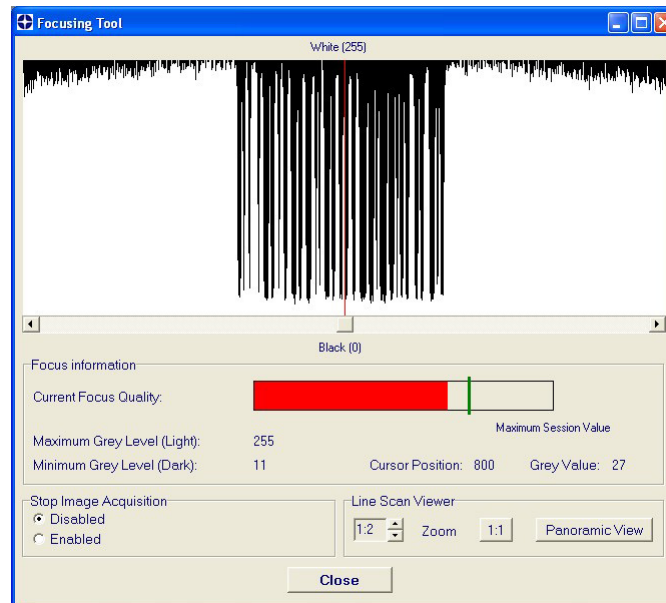 Focusing Tool
White (255)
Black (0)
Focus information
Current Focus Quality:
Maximum Session Value
Maximum Grey Level (Light): 255
Minimum Grey Level (Dark): 11 Cursor Position: 800 Grey Value: 27
Stop Image Acquisition
Disabled
Enabled
Line Scan Viewer
1:2 Zoom 1:1 Panoramic View
Close